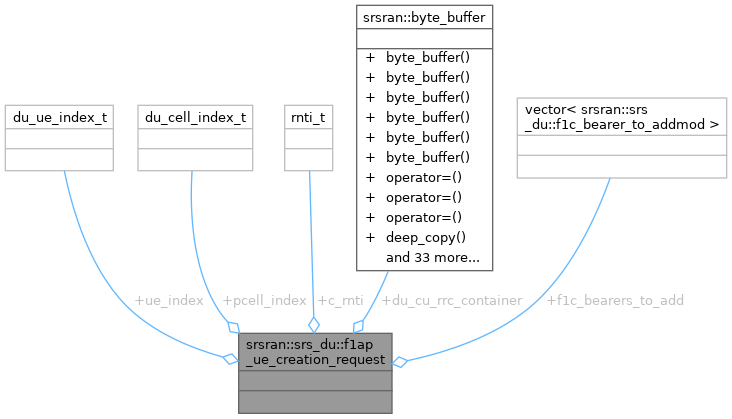 srsran::byte_buffer
+ byte_buffer()
+ byte_buffer()
+ byte_buffer()
+ byte_buffer()
+ byte_buffer()
+ byte_buffer()
+ operator=()
+ operator=()
+ operator=()
+ deep_copy()
and 33 more...
du_ue_index_t
du_cell_index_t
rnti_t
vector< srsran::srs
_du::f1c_bearer_to_addmod >
+ue_index
+pcell_index
+c_rnti
+du_cu_rrc_container
+f1c_bearers_to_add
srsran::srs_du::f1ap
_ue_creation_request